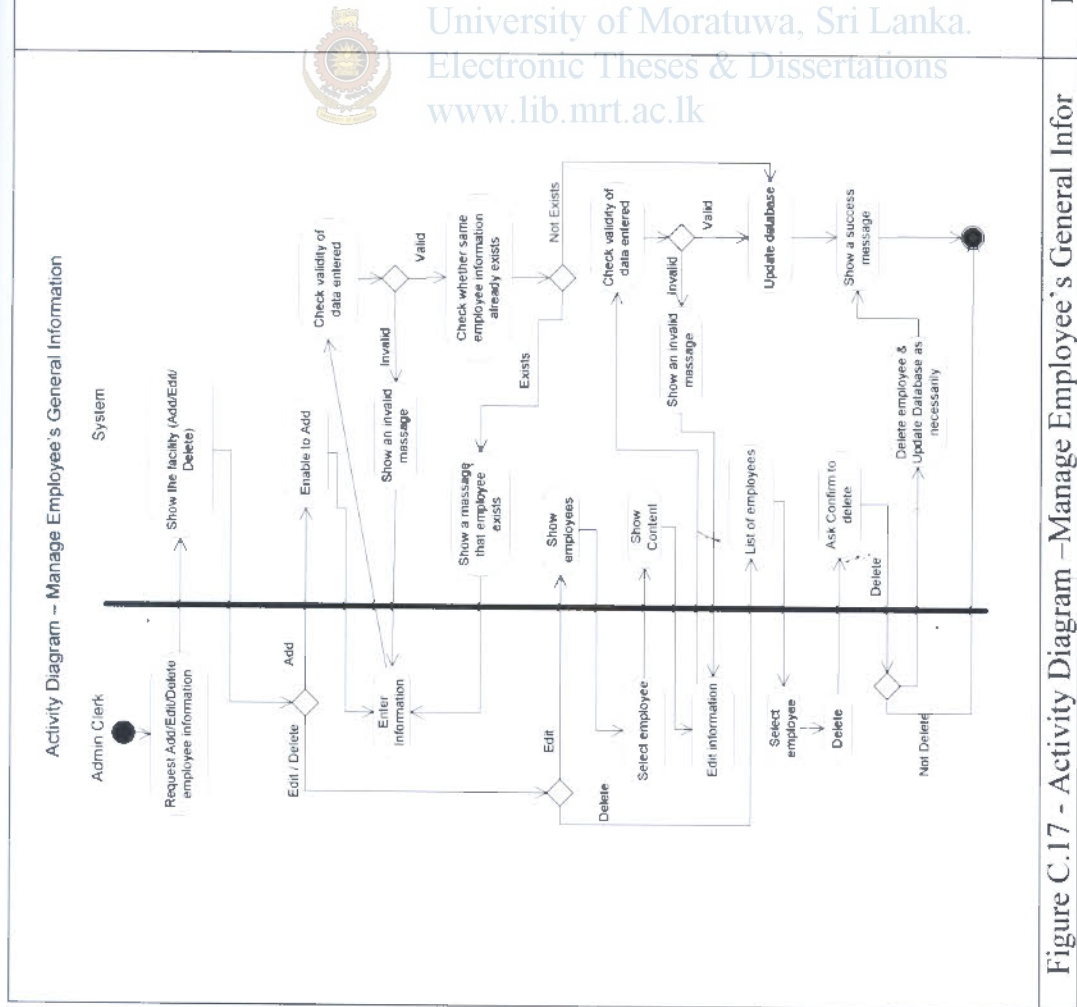 University of Moratuwa, Sri Lanka.
Electronic Theses & Dissertations
www.lib.mrt.ac.lk
Activity Diagram – Manage Employee's General Information
Admin Clerk
System
Request Add/Edit/Delete
employee information
Show the facility (Add/Edit/
Delete)
Edit / Delete
Add
Enable to Add
Check validity of
data entered
Enter
Information
Invalid
Valid
Show an invalid
massage
Check whether same
employee information
already exists
Exists
Not Exists
Show a massage
that employee
exists
Edit
Delete
Show
employees
Select employee
Show
Content
Check validity of
data entered
Edit information
Invalid
Valid
Show an invalid
massage
Update database
List of employees
Select
employee
Delete
Ask Confirm to
delete
Delete
Not Delete
Delete employee &
Update Database as
necessarily
Show a success
massage
Figure C.17 - Activity Diagram –Manage Employee's General Infor